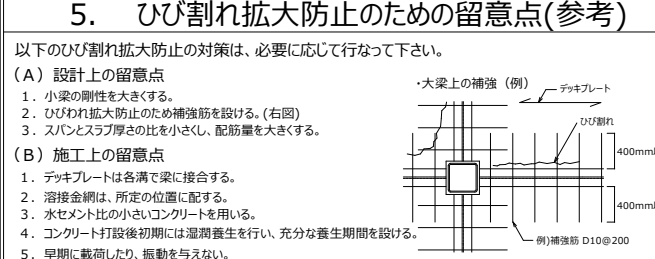 5. ひび割れ拡大防止のための留意点(参考)
以下のひび割れ拡大防止の対策は、必要に応じて行なって下さい。
（A）設計上の留意点
1．小梁の剛性を大きくする。
2．ひびわれ拡大防止のため補強筋を設ける。(右図)
3．スパンとスラブ厚さの比を小さくし、配筋量を大きくする。
（B）施工上の留意点
1．デッキプレートは各溝で梁に接合する。
2．溶接金網は、所定の位置に配する。
3．水セメント比の小さいコンクリートを用いる。
4．コンクリート打設後初期には湿潤養生を行い、充分な養生期間を設ける。
5．早期に載荷したり、振動を与えない。
・大梁上の補強（例）
デッキプレート
ひび割れ
400mm
400mm
例)補強筋 D10@200